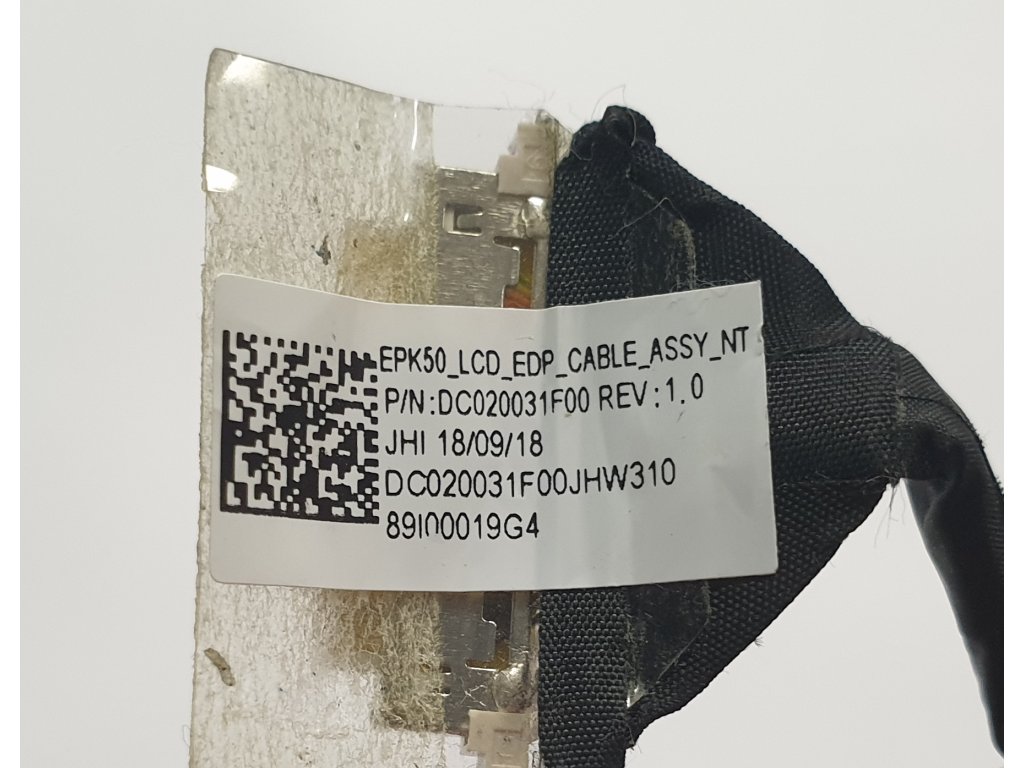 EPK50_LCD_EDP_CABLE_ASSY_NT
P/N:DC020031F00 REV:1.0
JHI 18/09/18
DC020031F00JHW310
89I00019G4